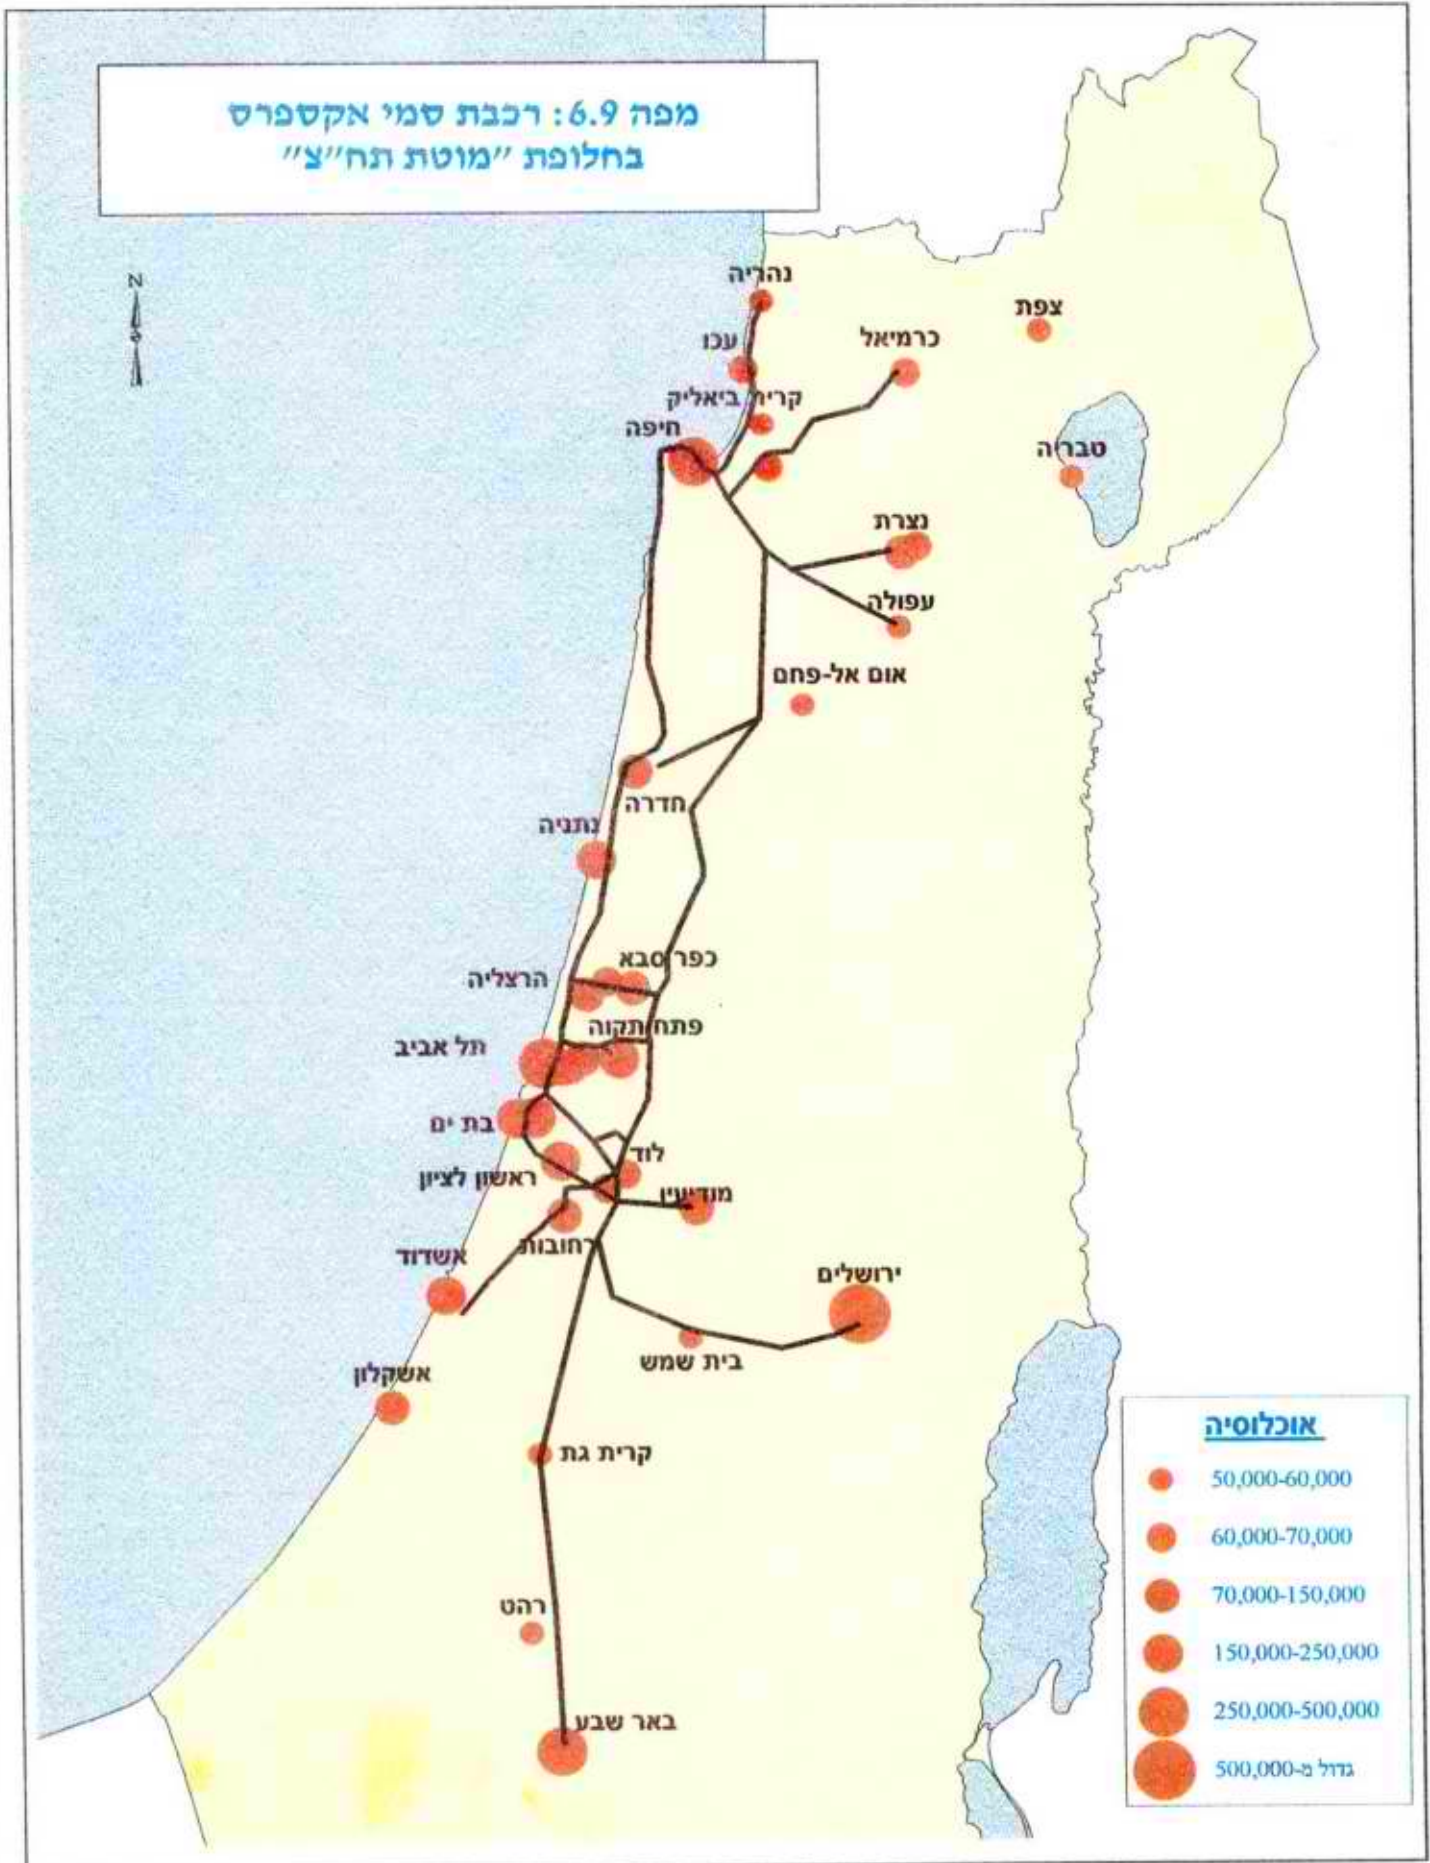 מפה 6.9: רכבת סמי אקספרס
בחלופת "מוטת תח"צ"
N
נהריה
צפת
עכו
כרמיאל
קרית ביאליק
חיפה
טבריה
נצרת
עפולה
אום אל-פחם
חדרה
נתניה
כפר סבא
הרצליה
פתח תקוה
תל אביב
בת ים
לוד
ראשון לציון
מודיעין
רחובות
אשדוד
ירושלים
בית שמש
אשקלון
קרית גת
רהט
באר שבע
אוכלוסיה
50,000-60,000
60,000-70,000
70,000-150,000
150,000-250,000
250,000-500,000
גדול מ-500,000